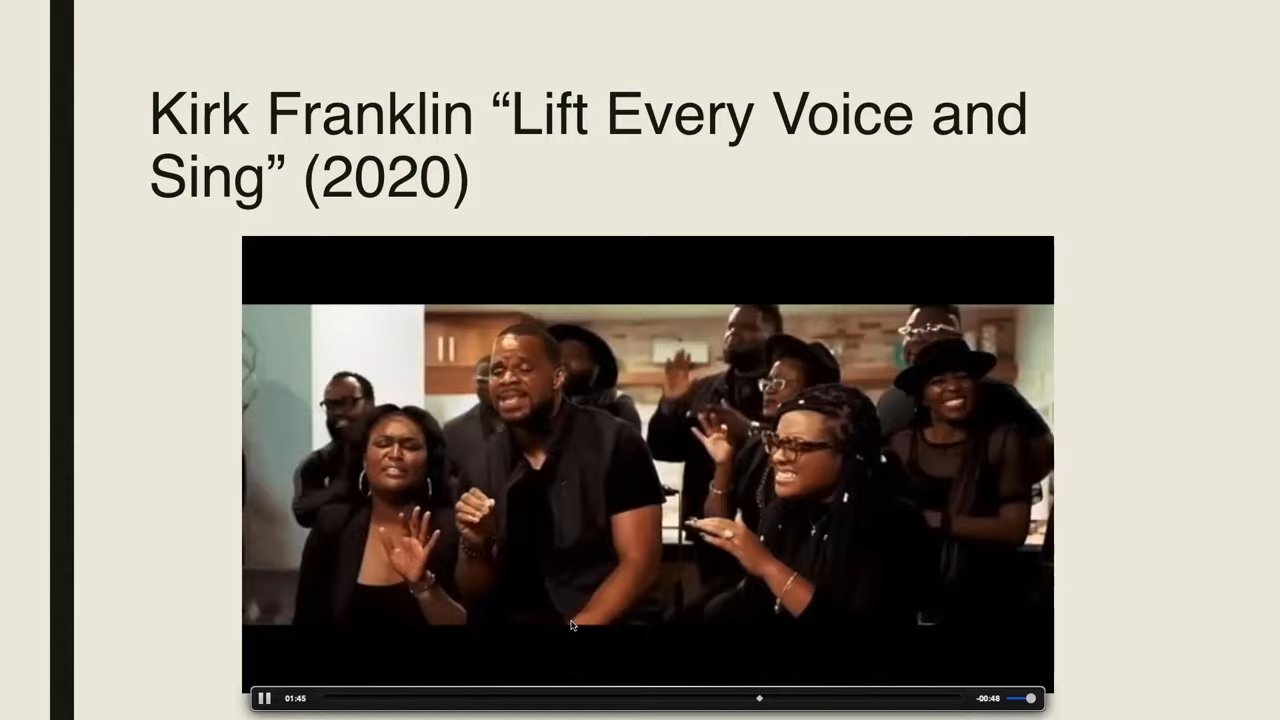 Kirk Franklin “Lift Every Voice and
Sing” (2020)
01:45
-00:48